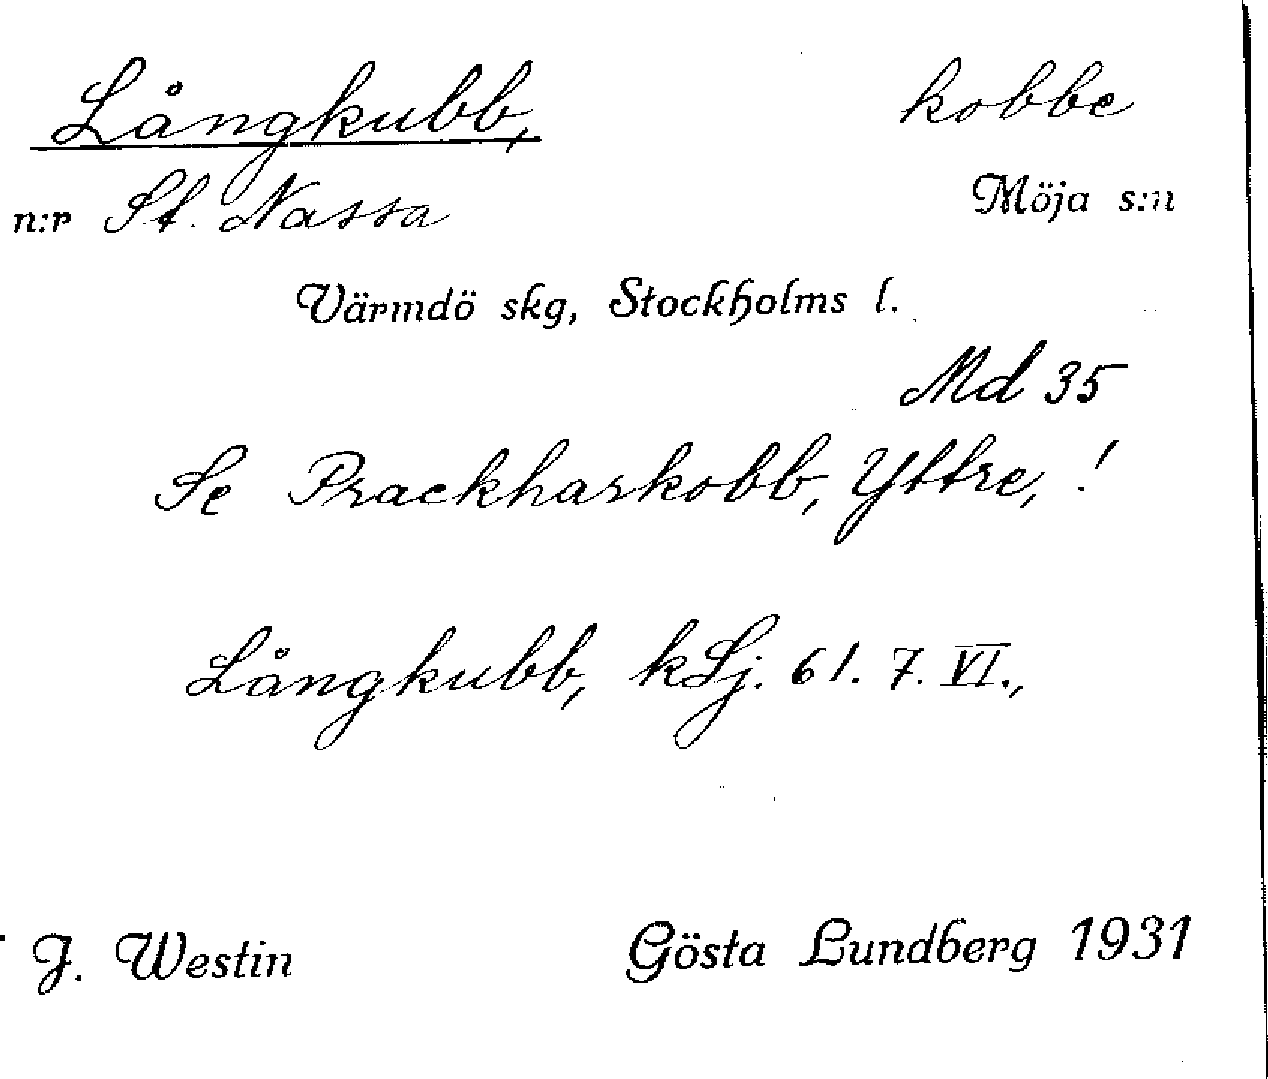 Långkubb, kobbe
n:r St. Nassa Möja s:n
Värmdö skg, Stockholms l.
Md 35
Se Prackharkobb, Yttre, !
Långkubb, kLj. 61. 7. VI.,
J. Westin Gösta Lundberg 1931